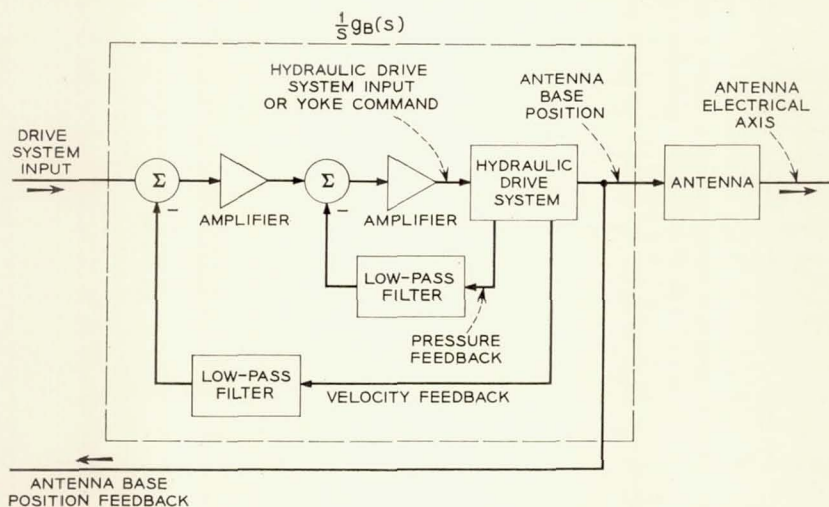 1/s gB(s)
HYDRAULIC DRIVE
SYSTEM INPUT
OR YOKE COMMAND
ANTENNA
BASE
POSITION
ANTENNA
ELECTRICAL
AXIS
DRIVE
SYSTEM
INPUT
Σ
AMPLIFIER
Σ
AMPLIFIER
HYDRAULIC
DRIVE
SYSTEM
ANTENNA
−
−
LOW-PASS
FILTER
PRESSURE
FEEDBACK
LOW-PASS
FILTER
VELOCITY FEEDBACK
ANTENNA BASE
POSITION FEEDBACK